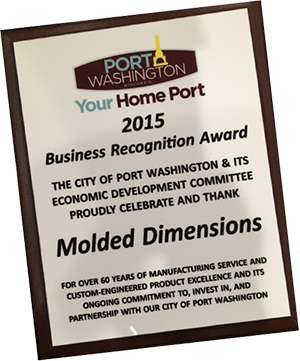 PORT
WASHINGTON
WISCONSIN
Your Home Port
2015
Business Recognition Award
THE CITY OF PORT WASHINGTON & ITS
ECONOMIC DEVELOPMENT COMMITTEE
PROUDLY CELEBRATE AND THANK
Molded Dimensions
FOR OVER 60 YEARS OF MANUFACTURING SERVICE AND
CUSTOM-ENGINEERED PRODUCT EXCELLENCE AND ITS
ONGOING COMMITMENT TO, INVEST IN, AND
PARTNERSHIP WITH OUR CITY OF PORT WASHINGTON